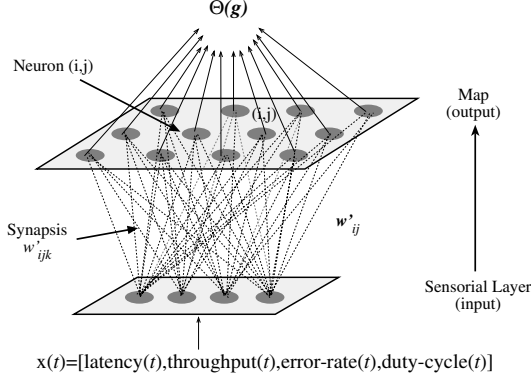 Θ(g)
Neuron (i,j)
(i,j)
Map
(output)
Synapsis
w'ijk
w'ij
Sensorial Layer
(input)
x(t)=[latency(t),throughput(t),error-rate(t),duty-cycle(t)]